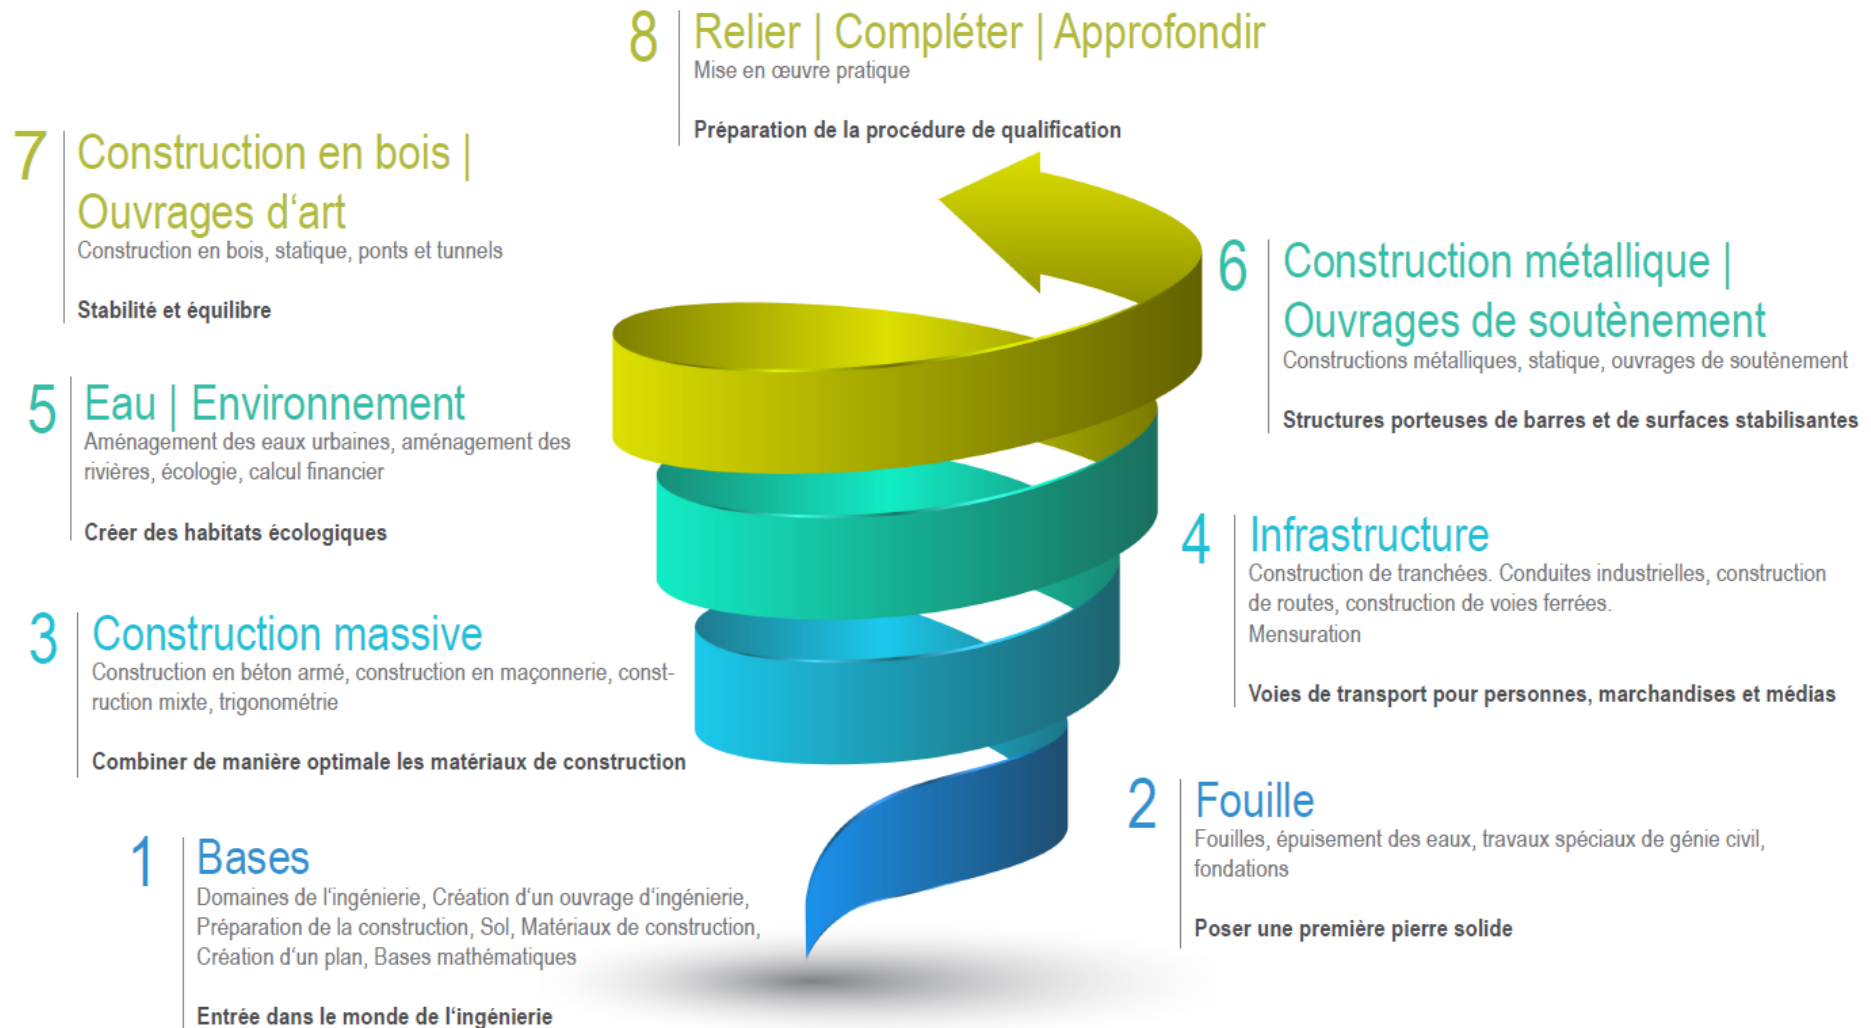 8
Relier | Compléter | Approfondir
Mise en œuvre pratique
Préparation de la procédure de qualification
7
Construction en bois |
Ouvrages d‘art
Construction en bois, statique, ponts et tunnels
Stabilité et équilibre
6
Construction métallique |
Ouvrages de soutènement
Constructions métalliques, statique, ouvrages de soutènement
Structures porteuses de barres et de surfaces stabilisantes
5
Eau | Environnement
Aménagement des eaux urbaines, aménagement des
rivières, écologie, calcul financier
Créer des habitats écologiques
4
Infrastructure
Construction de tranchées. Conduites industrielles, construction
de routes, construction de voies ferrées.
Mensuration
Voies de transport pour personnes, marchandises et médias
3
Construction massive
Construction en béton armé, construction en maçonnerie, const-
ruction mixte, trigonométrie
Combiner de manière optimale les matériaux de construction
2
Fouille
Fouilles, épuisement des eaux, travaux spéciaux de génie civil,
fondations
Poser une première pierre solide
1
Bases
Domaines de l‘ingénierie, Création d‘un ouvrage d‘ingénierie,
Préparation de la construction, Sol, Matériaux de construction,
Création d‘un plan, Bases mathématiques
Entrée dans le monde de l‘ingénierie